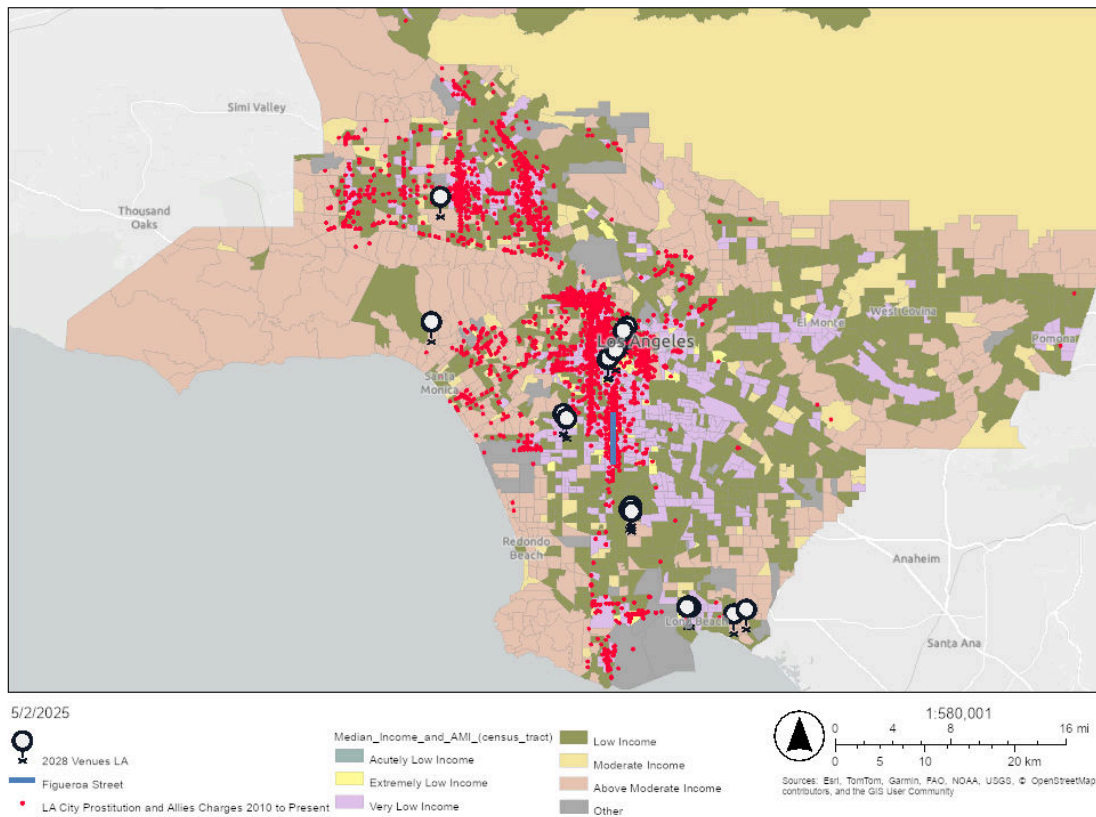 Simi Valley
Thousand
Oaks
El Monte
West Covina
Pomona
Los Angeles
Santa
Monica
Redondo
Beach
Anaheim
Long Beach
Santa Ana
5/2/2025
2028 Venues LA
Figueroa Street
LA City Prostitution and Allies Charges 2010 to Present
Median_Income_and_AMI_(census_tract)
Acutely Low Income
Extremely Low Income
Very Low Income
Low Income
Moderate Income
Above Moderate Income
Other
1:580,001
0 4 8 16 mi
0 5 10 20 km
Sources: Esri, TomTom, Garmin, FAO, NOAA, USGS, © OpenStreetMap
contributors, and the GIS User Community